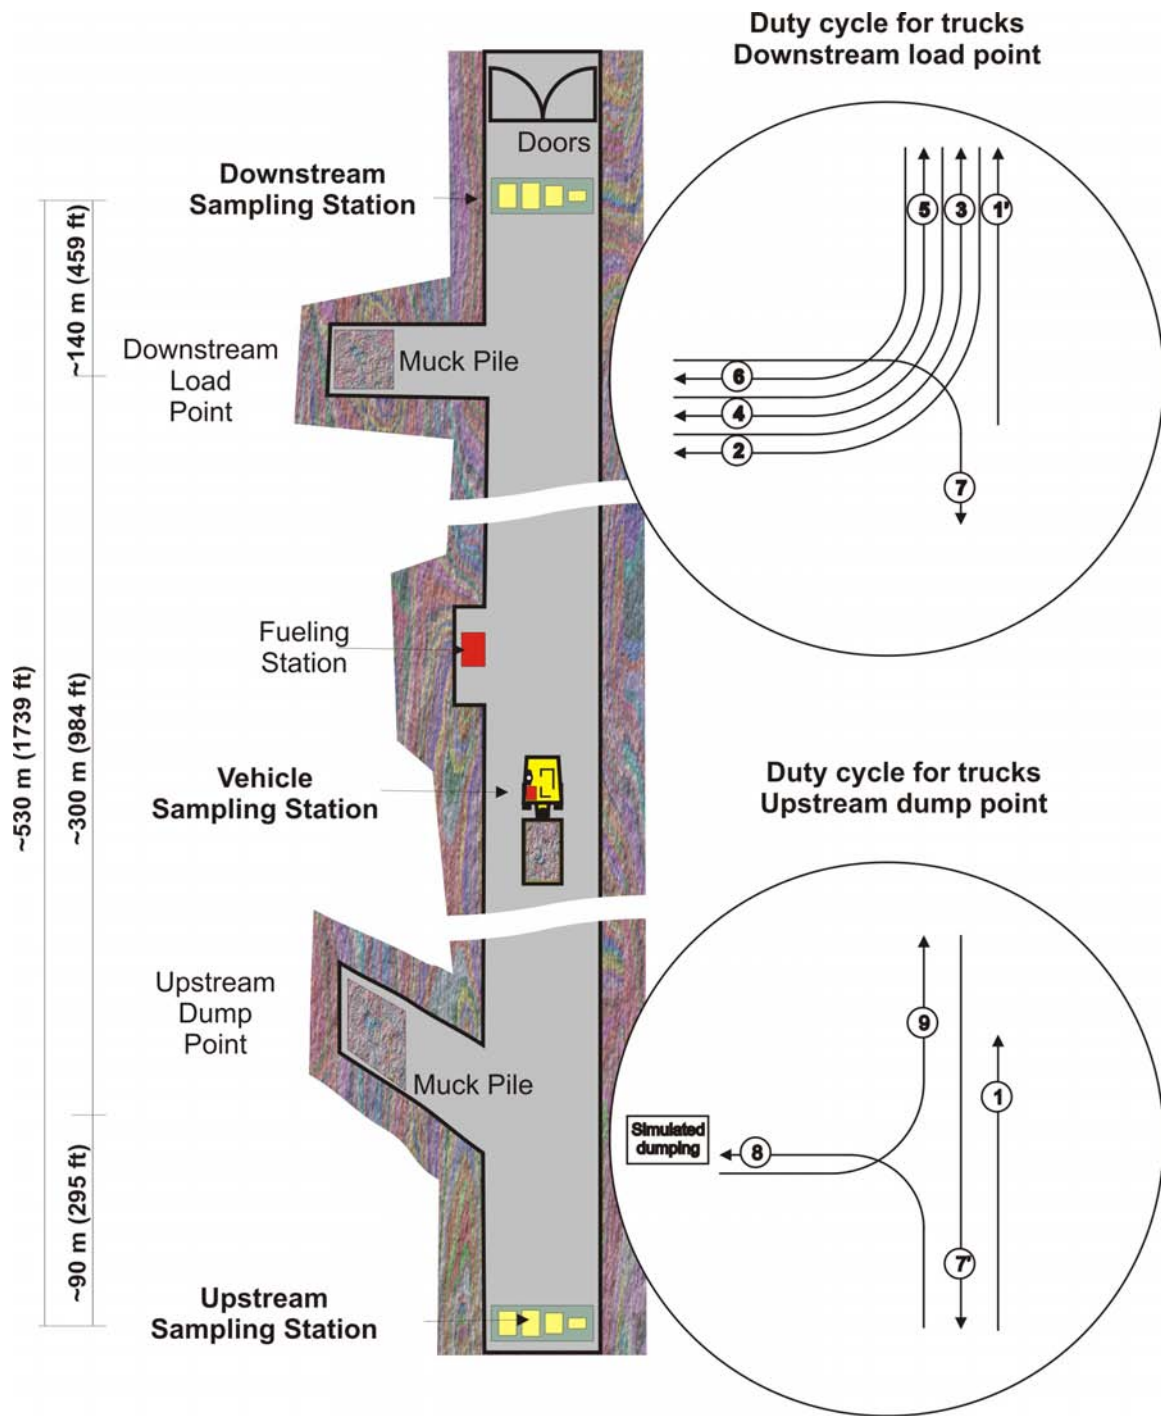 Duty cycle for trucks
Downstream load point
Doors
Downstream
Sampling Station
5
3
1'
~140 m (459 ft)
Downstream
Load
Point
Muck Pile
6
4
2
7
Fueling
Station
~530 m (1739 ft)
~300 m (984 ft)
Vehicle
Sampling Station
Duty cycle for trucks
Upstream dump point
Upstream
Dump
Point
Muck Pile
9
1
Simulated
dumping
8
~90 m (295 ft)
7'
Upstream
Sampling Station